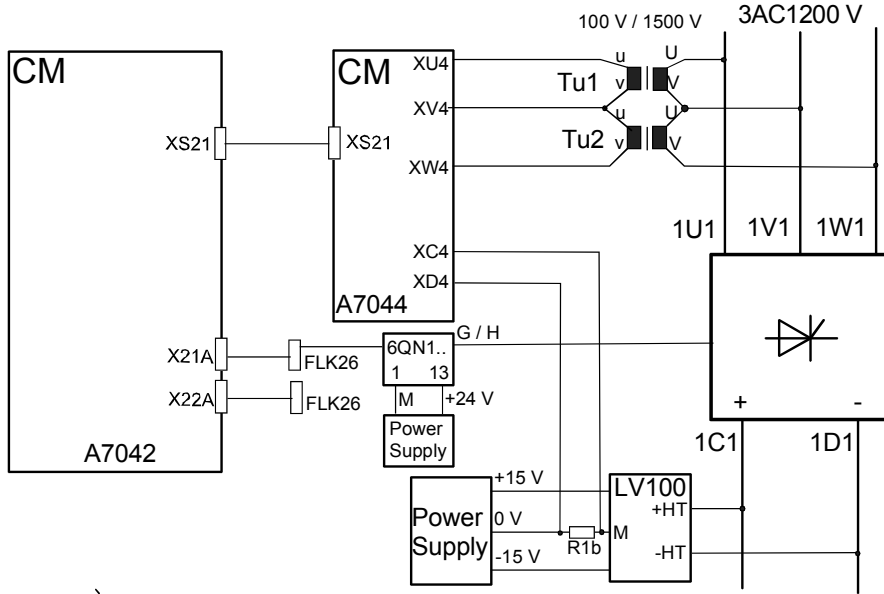 100 V / 1500 V
3AC1200 V
CM
CM
XU4
u
U
Tu1
v
V
XV4
u
U
XS21
XS21
Tu2
v
V
XW4
1U1
1V1
1W1
XC4
XD4
A7044
G / H
X21A
6QN1..
FLK26
1
13
X22A
M
+24 V
FLK26
+
-
Power
Supply
1C1
1D1
A7042
+15 V
LV100
+HT
Power
Supply
0 V
M
R1b
-15 V
-HT